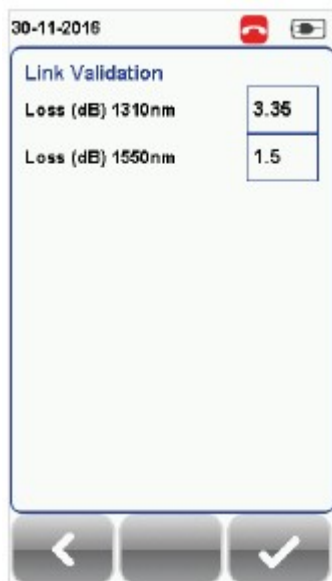 30-11-2016
Link Validation
Loss (dB) 1310nm 3.35
Loss (dB) 1550nm 1.5